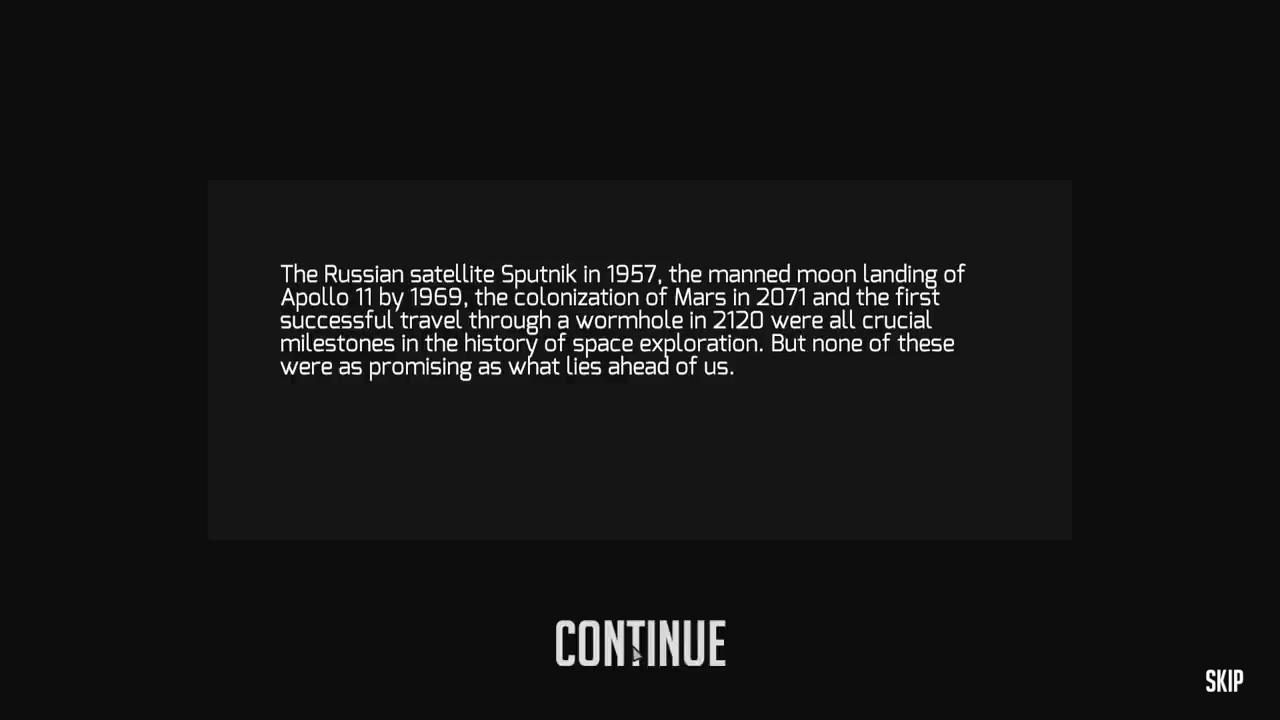 The Russian satellite Sputnik in 1957, the manned moon landing of
Apollo 11 by 1969, the colonization of Mars in 2071 and the first
successful travel through a wormhole in 2120 were all crucial
milestones in the history of space exploration. But none of these
were as promising as what lies ahead of us.
CONTINUE
SKIP